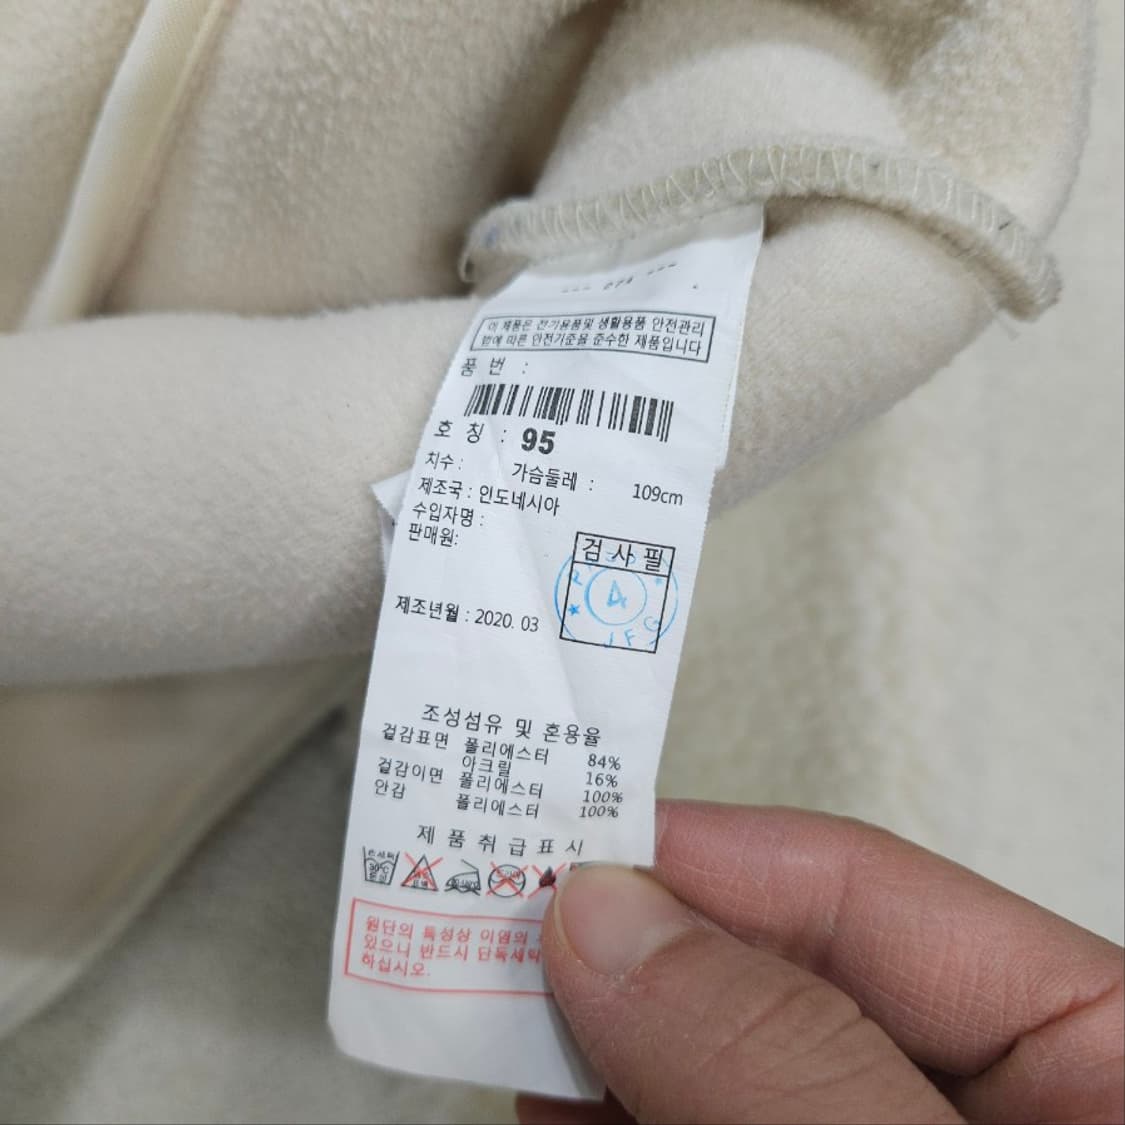 이 제품은 전기용품및 생활용품 안전관리
법에 따른 안전기준을 준수한 제품입니다
품 번 :
호 칭 : 95
치수 : 가슴둘레 : 109cm
제조국 : 인도네시아
수입자명 :
판매원:
검 사 필
4
J F G
제조년월 : 2020. 03
조성섬유 및 혼용율
겉감표면 폴리에스터 84%
아크릴 16%
겉감이면 폴리에스터 100%
안감 폴리에스터 100%
제 품 취 급 표 시
30°C
원단의 특성상 이염의
있으니 반드시 단독세탁
하십시오.